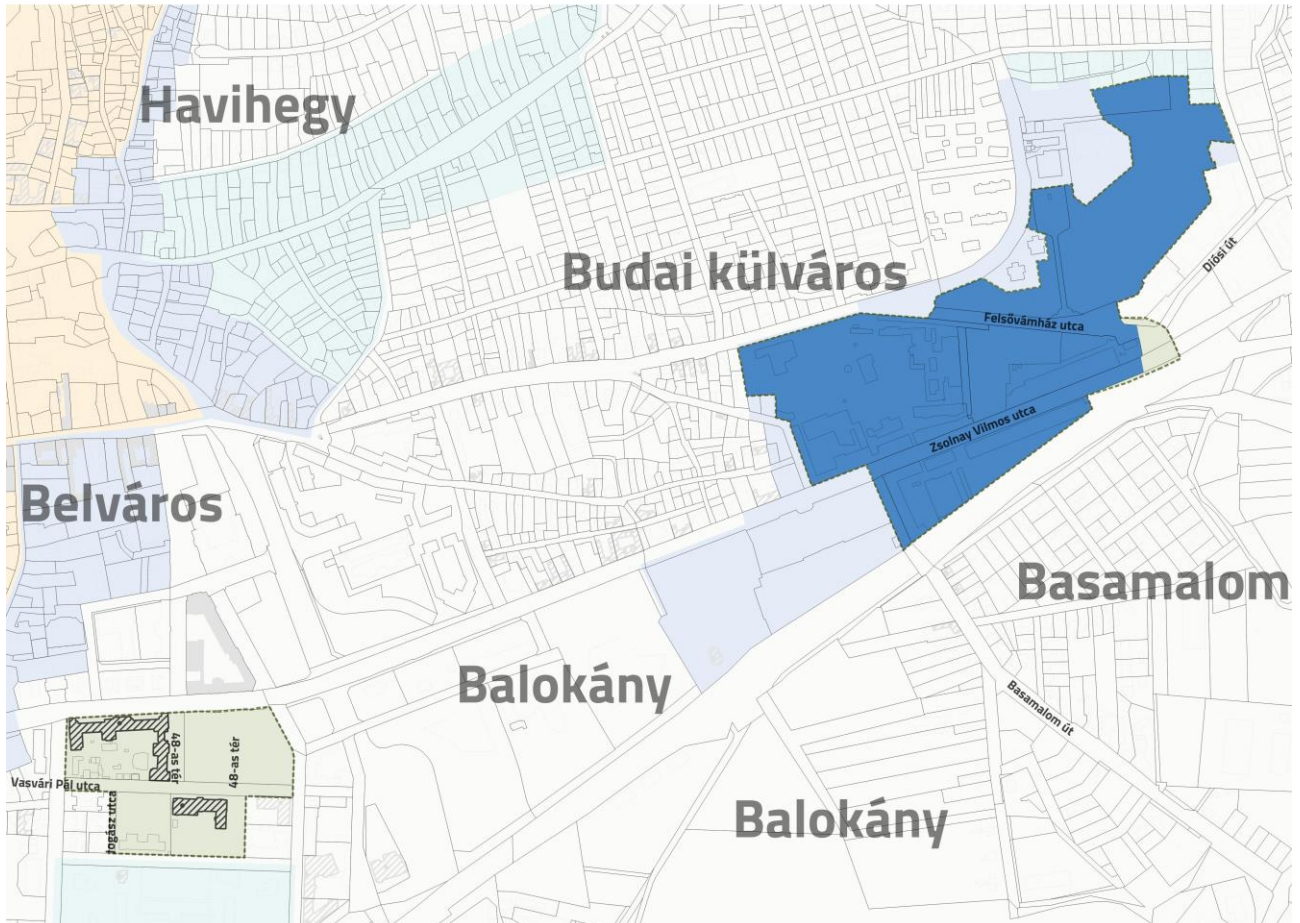 Havihegy
Budai külváros
Diósi út
Felsővámház utca
Zsolnay Vilmos utca
Belváros
Basamalom
Balokány
Basamalom út
48-as tér
48-as tér
Vasvári Pál utca
Jogász utca
Balokány